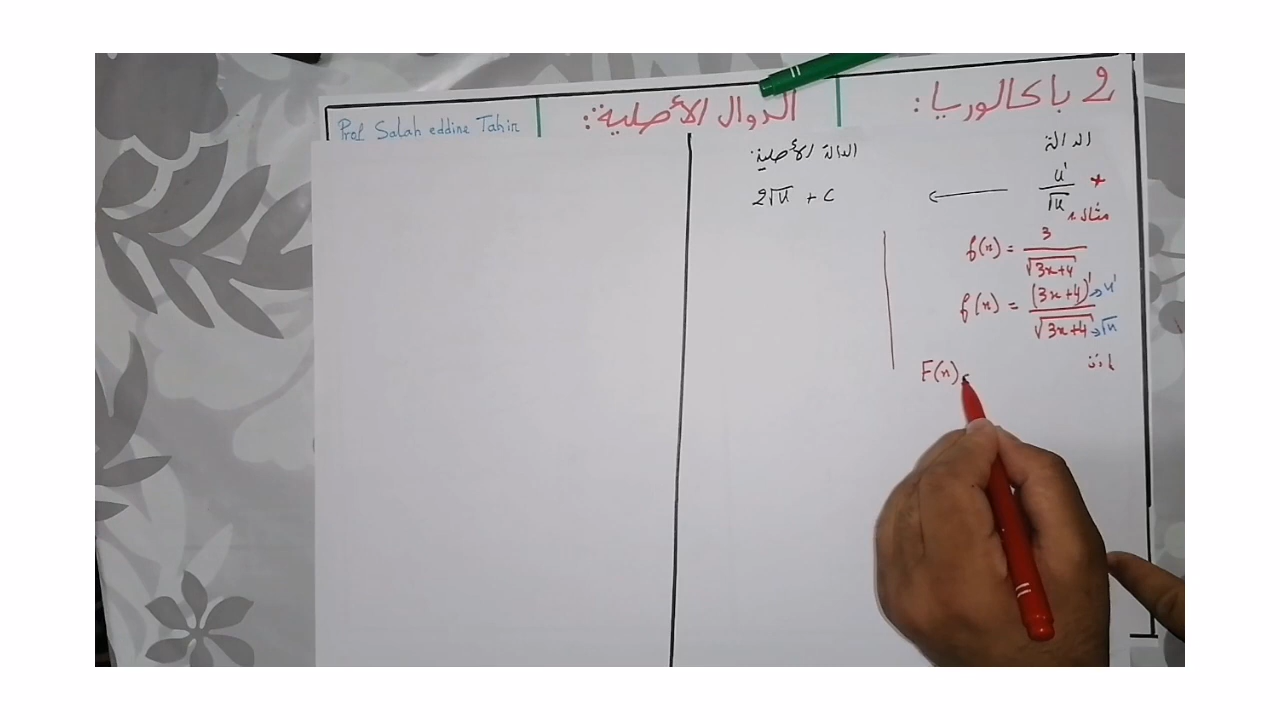 2 باكالوريا :
الدوال الأصلية :
Prof Salah eddine Tahir
الدالة
الدالة الأصلية
* u'/√u ⟶ 2√u + c
مثال :
f(x) = 3/√(3x+4)
f(x) = (3x+4)'/√(3x+4) → u' → √u
إذن
F(x) =